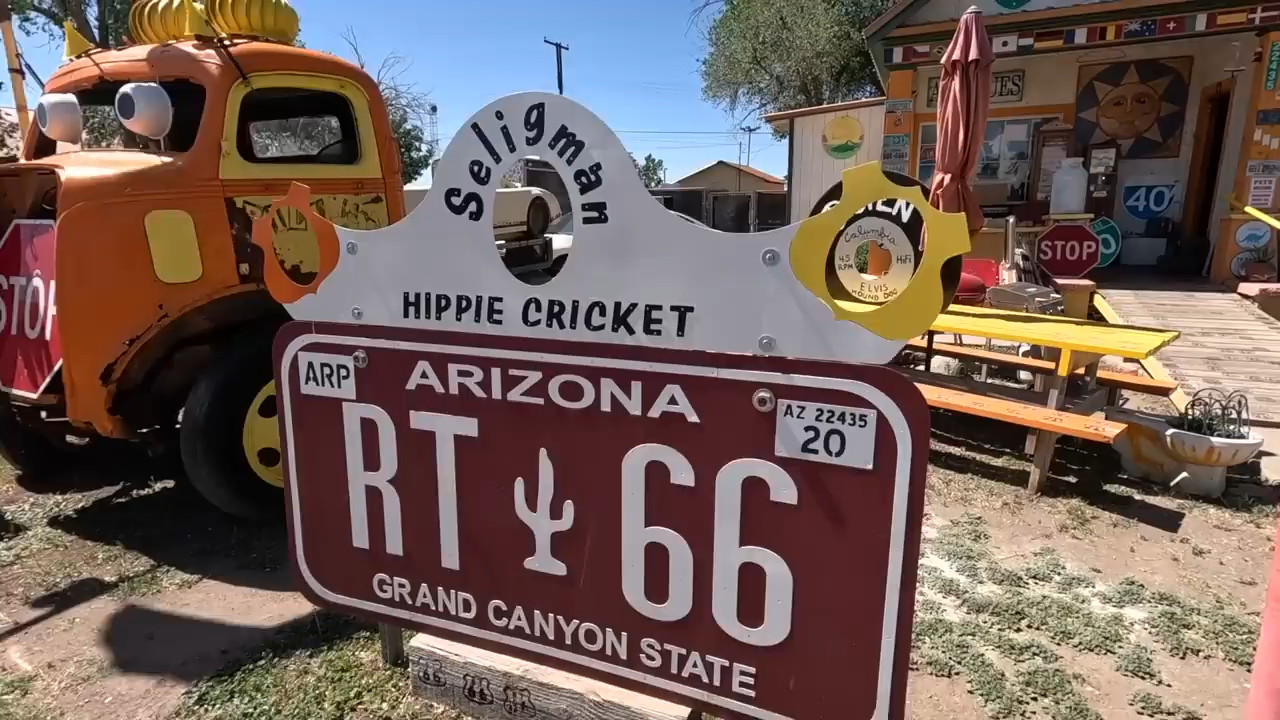 Seligman
HIPPIE CRICKET
ARP
ARIZONA
AZ 22435
20
RT 66
GRAND CANYON STATE
Columbia
45 RPM
HiFi
ELVIS
HOUND DOG
STOP
STOP
40